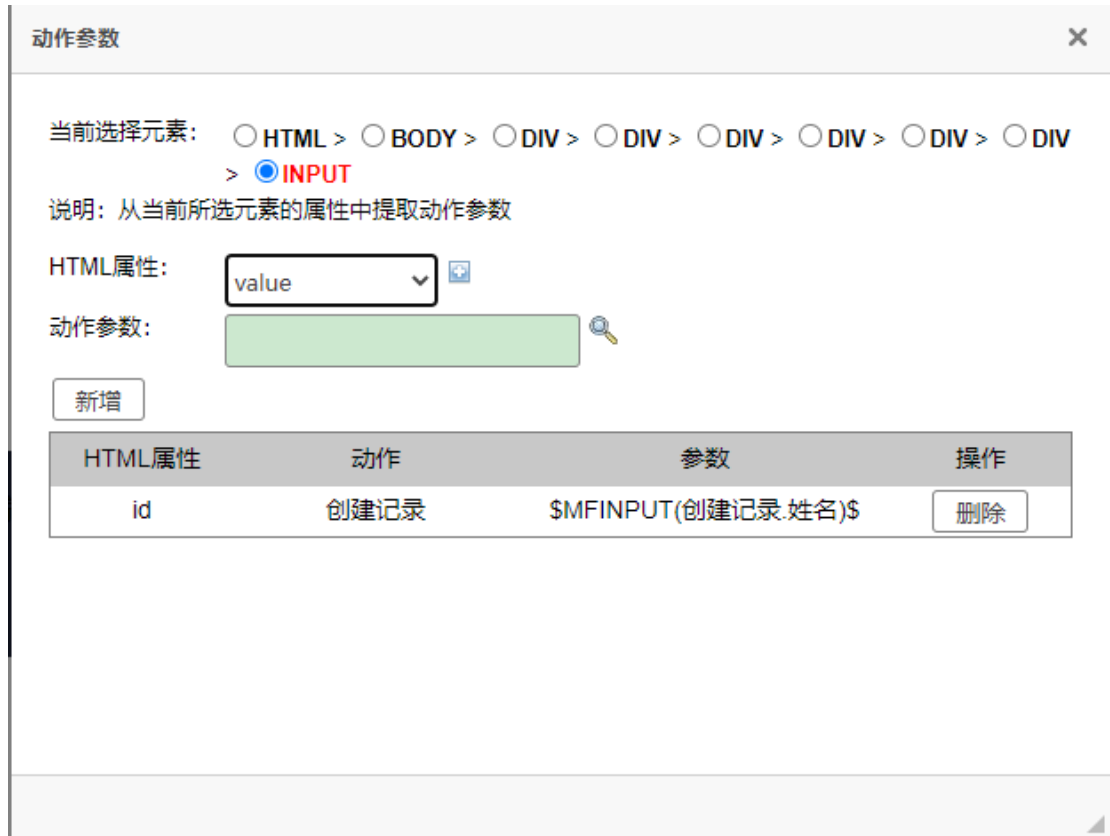 动作参数
当前选择元素: HTML > BODY > DIV > DIV > DIV > DIV > DIV > DIV
> INPUT
说明: 从当前所选元素的属性中提取动作参数
HTML属性: value
动作参数:
新增
HTML属性 动作 参数 操作
id 创建记录 $MFINPUT(创建记录.姓名)$ 删除